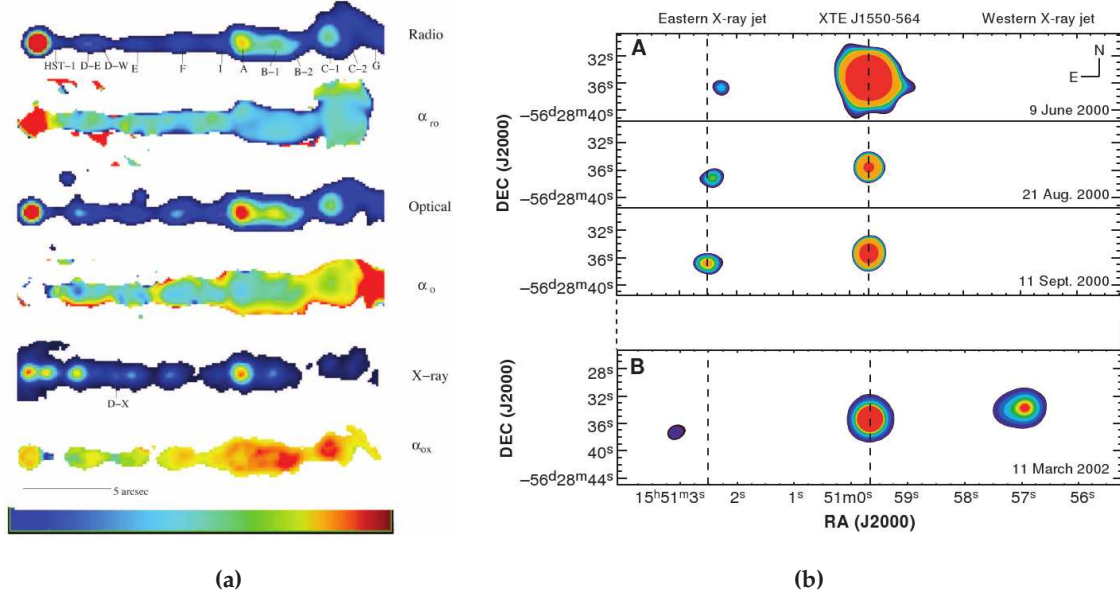 Radio
HST-1 D-E D-W E F I A B-1 B-2 C-1 C-2 G
α ro
Optical
α o
X-ray
D-X
α ox
5 arcsec
(a)
Eastern X-ray jet XTE J1550-564 Western X-ray jet
A
N
E
32s
36s
−56d28m40s
9 June 2000
32s
36s
−56d28m40s
21 Aug. 2000
32s
36s
−56d28m40s
11 Sept. 2000
DEC (J2000)
B
28s
32s
36s
40s
−56d28m44s
11 March 2002
DEC (J2000)
15h51m3s 2s 1s 51m0s 59s 58s 57s 56s
RA (J2000)
(b)